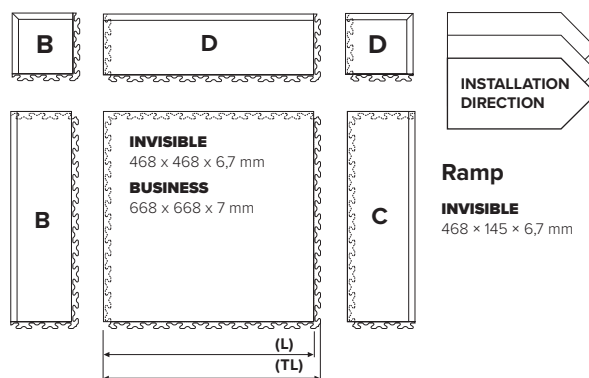 B
D
D
INSTALLATION
DIRECTION
INVISIBLE
468 x 468 x 6,7 mm
BUSINESS
668 x 668 x 7 mm
B
C
Ramp
INVISIBLE
468 × 145 × 6,7 mm
(L)
(TL)